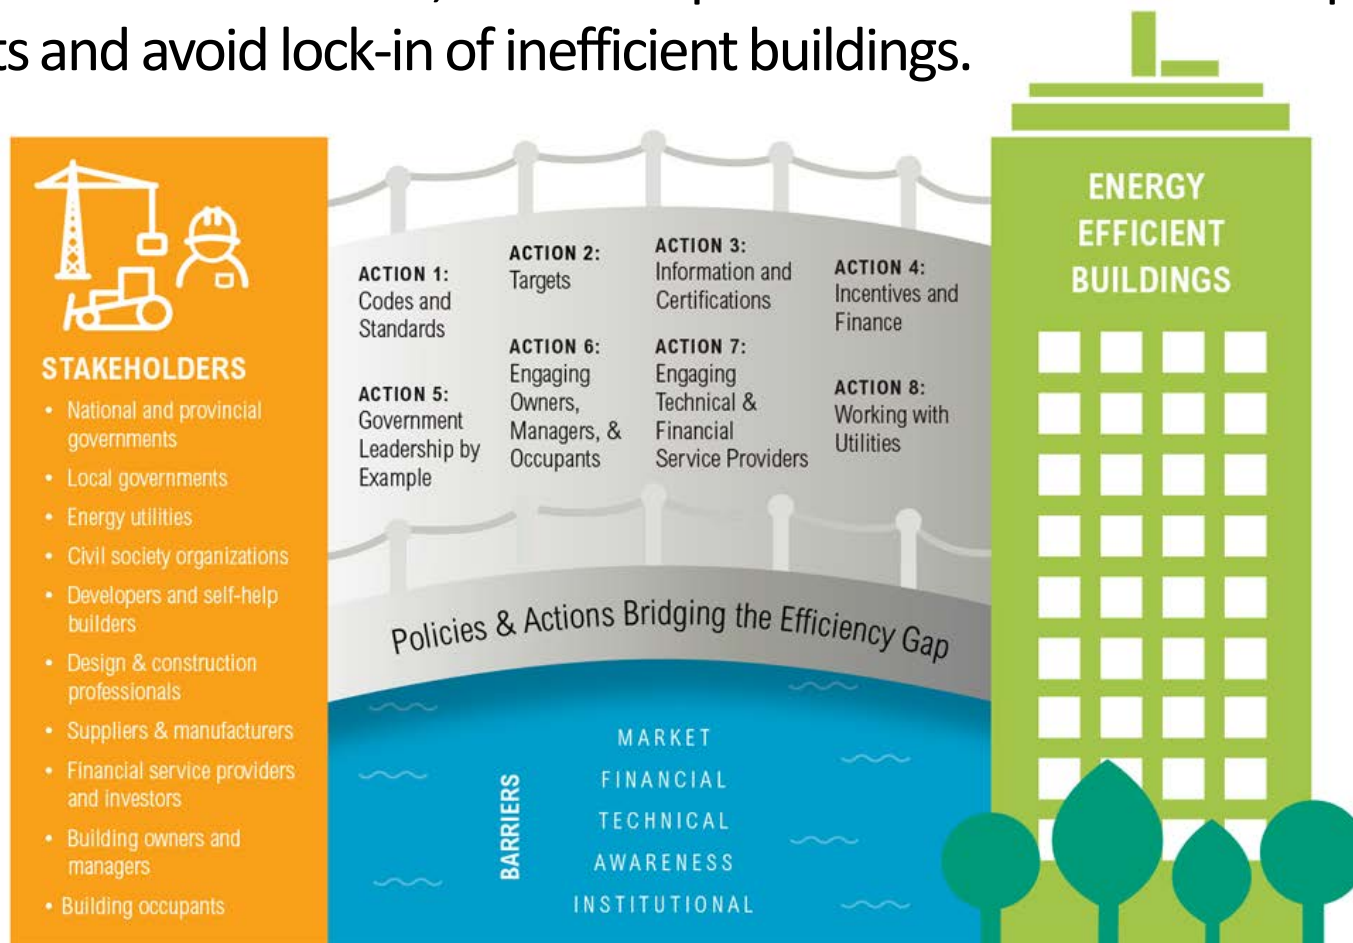 ts and avoid lock-in of inefficient buildings.
STAKEHOLDERS
• National and provincial
governments
• Local governments
• Energy utilities
• Civil society organizations
• Developers and self-help
builders
• Design & construction
professionals
• Suppliers & manufacturers
• Financial service providers
and investors
• Building owners and
managers
• Building occupants
ACTION 1:
Codes and
Standards
ACTION 2:
Targets
ACTION 3:
Information and
Certifications
ACTION 4:
Incentives and
Finance
ACTION 5:
Government
Leadership by
Example
ACTION 6:
Engaging
Owners,
Managers, &
Occupants
ACTION 7:
Engaging
Technical &
Financial
Service Providers
ACTION 8:
Working with
Utilities
Policies & Actions Bridging the Efficiency Gap
BARRIERS
MARKET
FINANCIAL
TECHNICAL
AWARENESS
INSTITUTIONAL
ENERGY
EFFICIENT
BUILDINGS